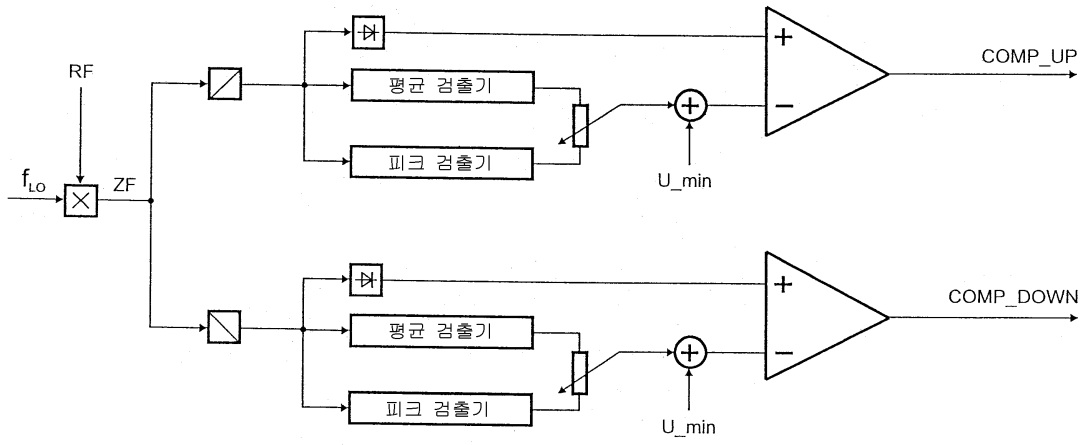 RF
f_LO
ZF
평균 검출기
피크 검출기
U_min
+
−
COMP_UP
평균 검출기
피크 검출기
U_min
+
−
COMP_DOWN